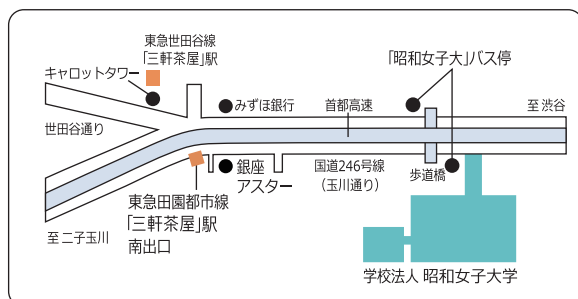 東急世田谷線
「三軒茶屋」駅
キャロットタワー
世田谷通り
みずほ銀行
首都高速
「昭和女子大」バス停
至 渋谷
銀座
アスター
国道246号線
(玉川通り)
歩道橋
東急田園都市線
「三軒茶屋」駅
南出口
至 二子玉川
学校法人 昭和女子大学